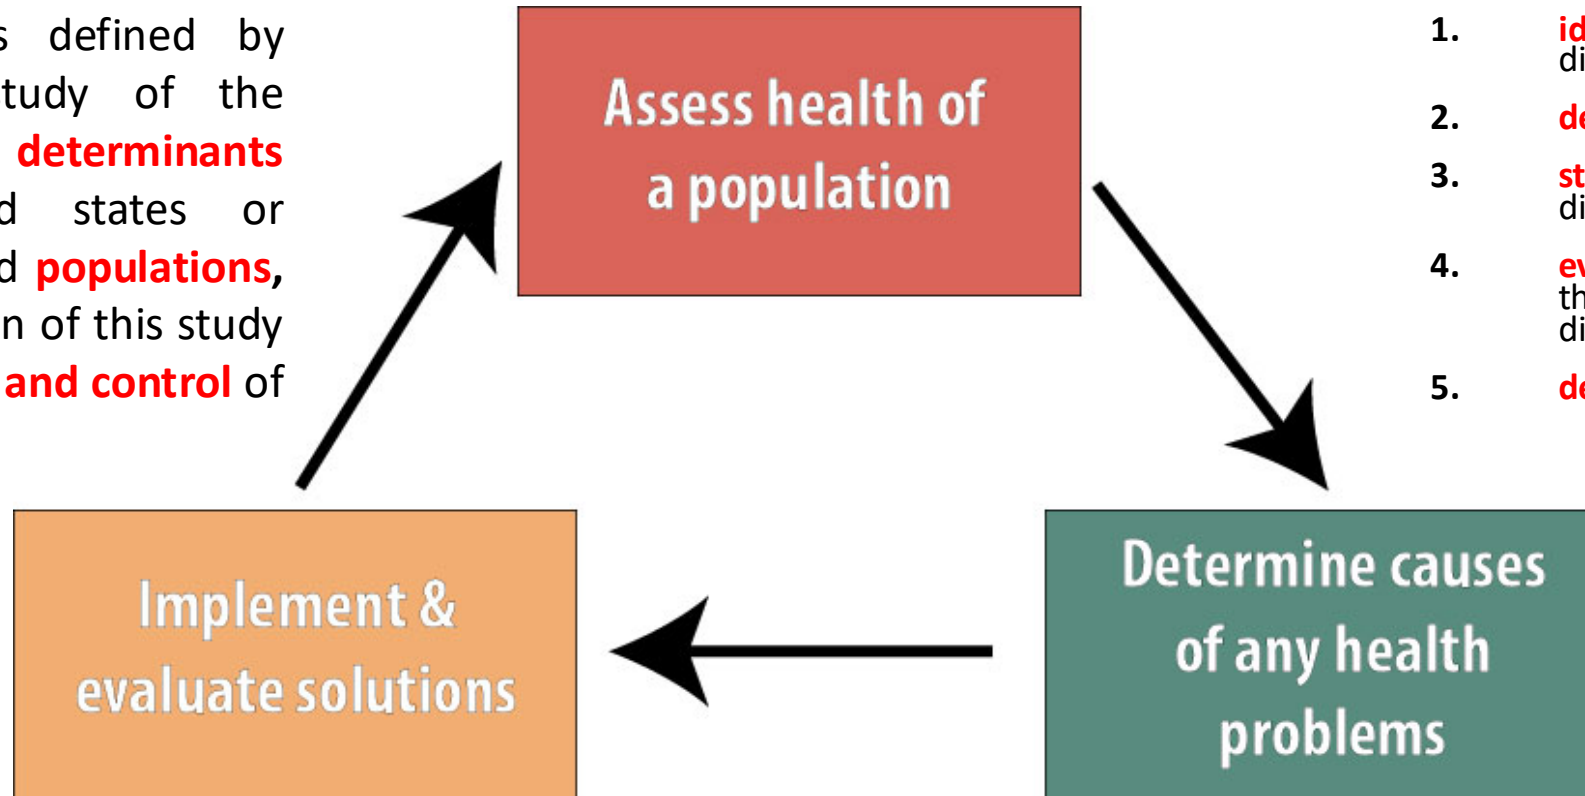 defined by
tudy of the
determinants
states or
populations,
of this study
and control of
Assess health of
a population
Determine causes
of any health
problems
Implement &
evaluate solutions
1.
2.
3.
4.
5.